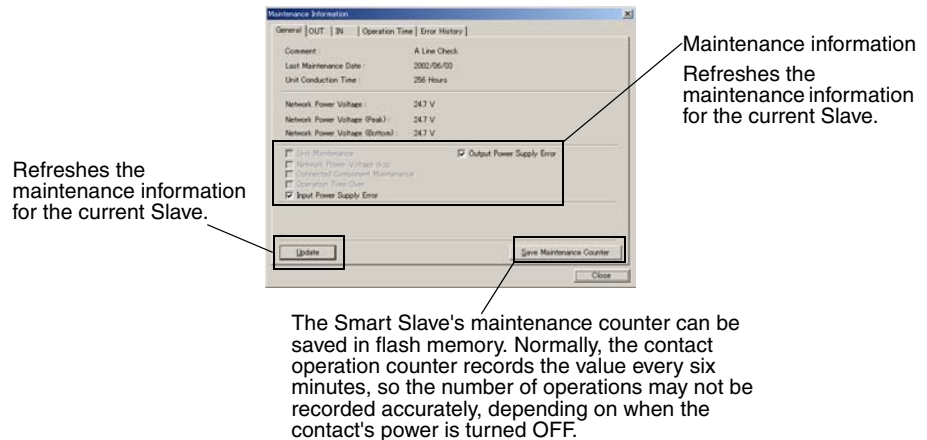 Maintenance Information
General OUT IN Operation Time Error History
Comment : A Line Check
Last Maintenance Date : 2002/06/03
Unit Conduction Time : 256 Hours
Network Power Voltage : 24.7 V
Network Power Voltage (Peak) : 24.7 V
Network Power Voltage (Bottom) : 24.7 V
Unit Maintenance
Output Power Supply Error
Network Power Voltage drop
Connected Component Maintenance
Operation Time Over
Input Power Supply Error
Update
Save Maintenance Counter
Close
Maintenance information
Refreshes the
maintenance information
for the current Slave.
Refreshes the
maintenance information
for the current Slave.
The Smart Slave's maintenance counter can be
saved in flash memory. Normally, the contact
operation counter records the value every six
minutes, so the number of operations may not be
recorded accurately, depending on when the
contact's power is turned OFF.